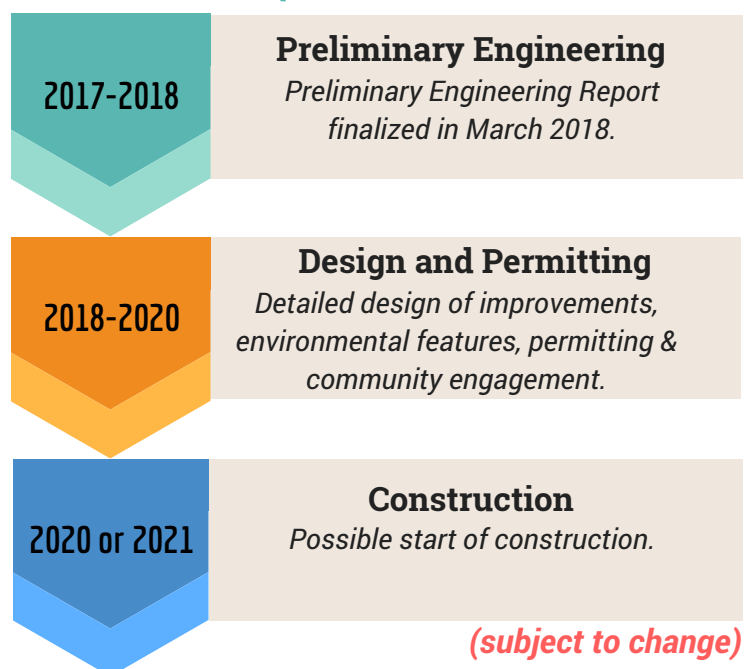 2017-2018
Preliminary Engineering
Preliminary Engineering Report
finalized in March 2018.
2018-2020
Design and Permitting
Detailed design of improvements,
environmental features, permitting &
community engagement.
2020 or 2021
Construction
Possible start of construction.
(subject to change)